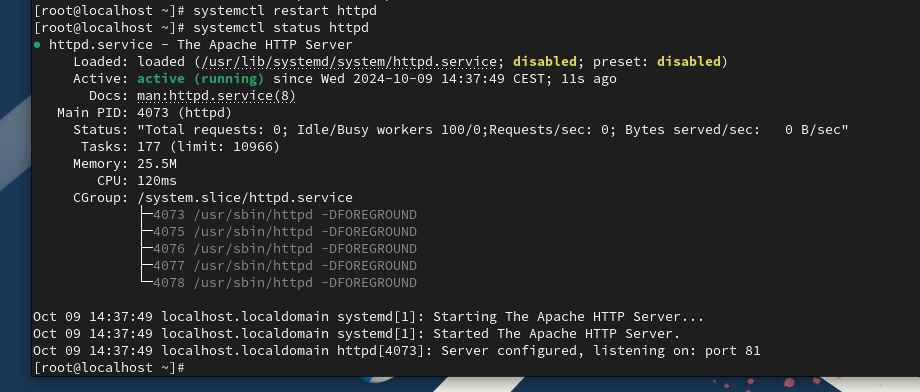 [root@localhost ~]# systemctl restart httpd
[root@localhost ~]# systemctl status httpd
● httpd.service - The Apache HTTP Server
     Loaded: loaded (/usr/lib/systemd/system/httpd.service; disabled; preset: disabled)
     Active: active (running) since Wed 2024-10-09 14:37:49 CEST; 11s ago
       Docs: man:httpd.service(8)
   Main PID: 4073 (httpd)
     Status: "Total requests: 0; Idle/Busy workers 100/0;Requests/sec: 0; Bytes served/sec:   0 B/sec"
      Tasks: 177 (limit: 10966)
     Memory: 25.5M
        CPU: 120ms
     CGroup: /system.slice/httpd.service
             ├─4073 /usr/sbin/httpd -DFOREGROUND
             ├─4075 /usr/sbin/httpd -DFOREGROUND
             ├─4076 /usr/sbin/httpd -DFOREGROUND
             ├─4077 /usr/sbin/httpd -DFOREGROUND
             └─4078 /usr/sbin/httpd -DFOREGROUND

Oct 09 14:37:49 localhost.localdomain systemd[1]: Starting The Apache HTTP Server...
Oct 09 14:37:49 localhost.localdomain systemd[1]: Started The Apache HTTP Server.
Oct 09 14:37:49 localhost.localdomain httpd[4073]: Server configured, listening on: port 81
[root@localhost ~]#